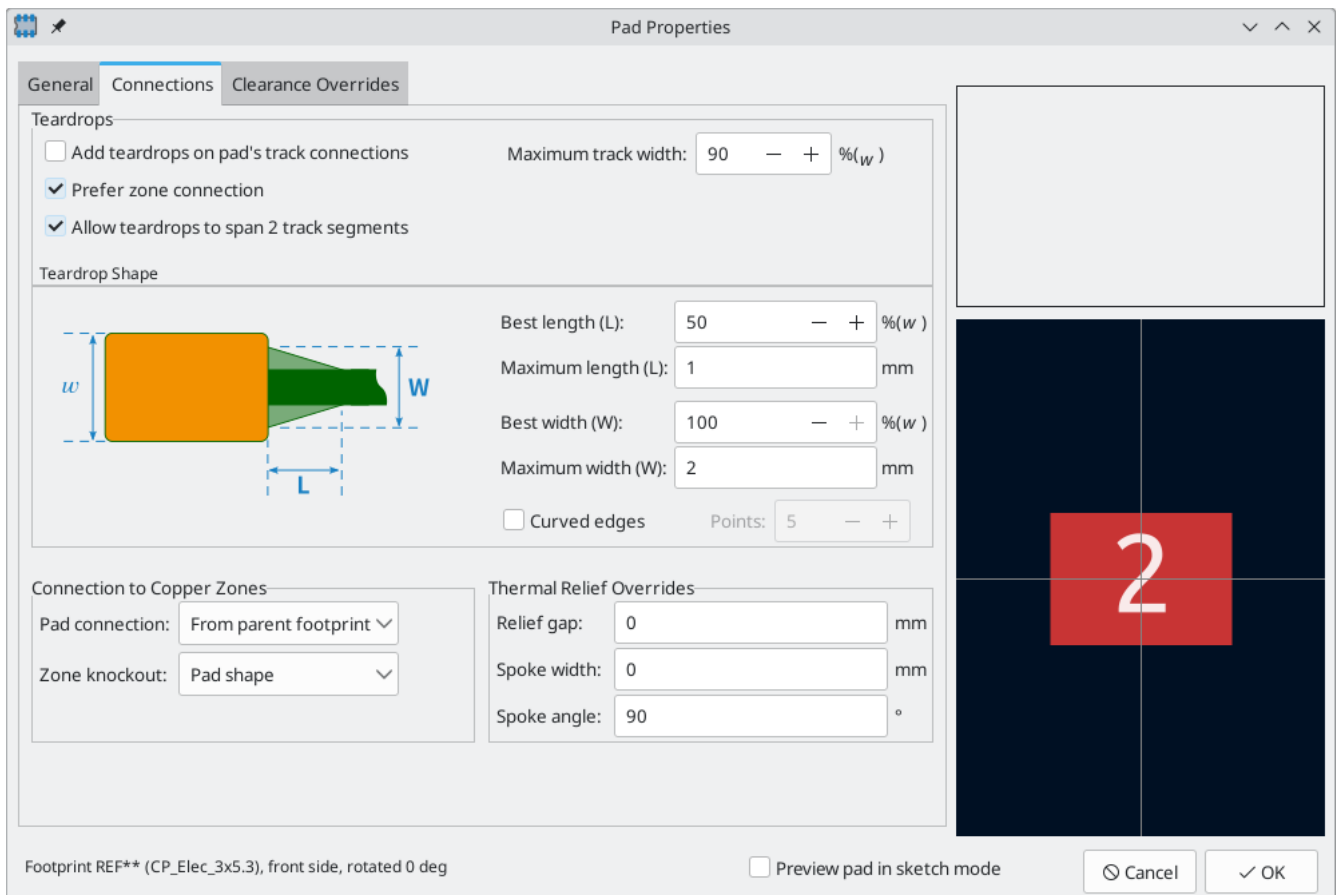 Pad Properties
General Connections Clearance Overrides
Teardrops
Add teardrops on pad's track connections
Maximum track width: 90 %(w)
Prefer zone connection
Allow teardrops to span 2 track segments
Teardrop Shape
w W L
Best length (L): 50 %(w)
Maximum length (L): 1 mm
Best width (W): 100 %(w)
Maximum width (W): 2 mm
Curved edges Points: 5
2
Connection to Copper Zones
Pad connection: From parent footprint
Zone knockout: Pad shape
Thermal Relief Overrides
Relief gap: 0 mm
Spoke width: 0 mm
Spoke angle: 90 °
Footprint REF** (CP_Elec_3x5.3), front side, rotated 0 deg
Preview pad in sketch mode
Cancel
OK